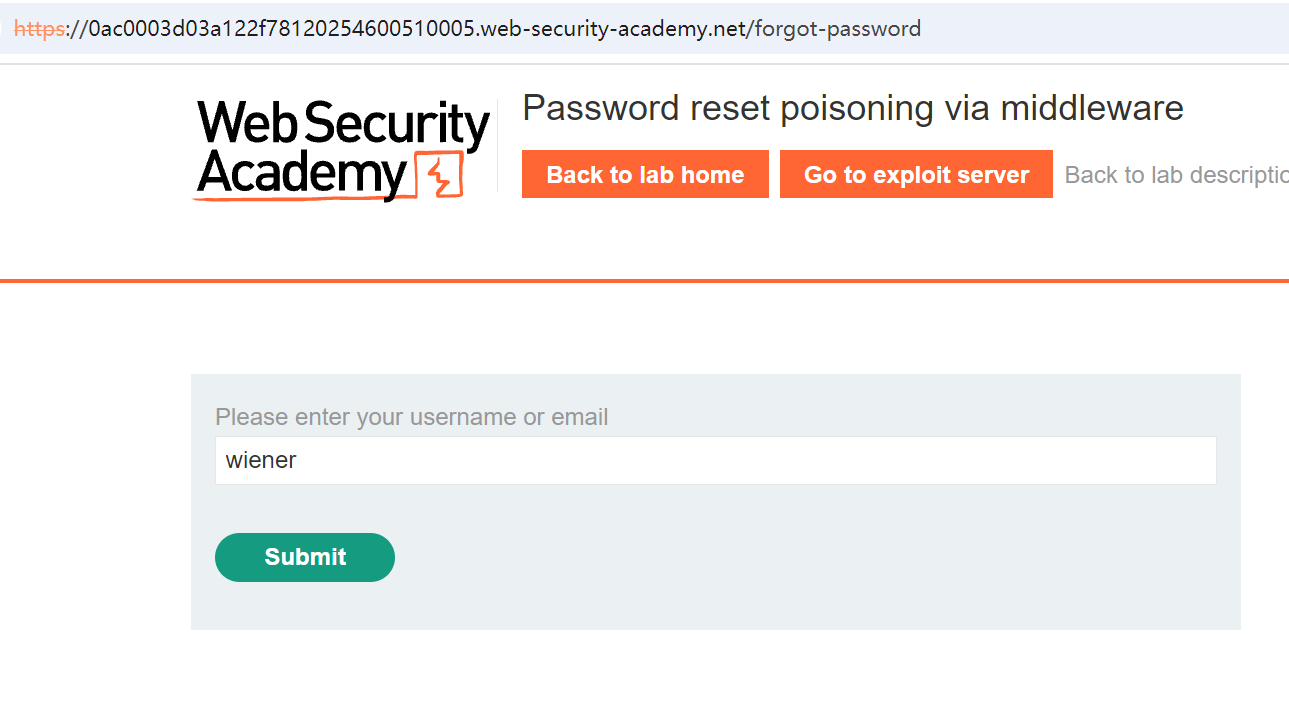 https://0ac0003d03a122f78120254600510005.web-security-academy.net/forgot-password
Web Security
Academy
Password reset poisoning via middleware
Back to lab home
Go to exploit server
Back to lab descriptio
Please enter your username or email
wiener
Submit